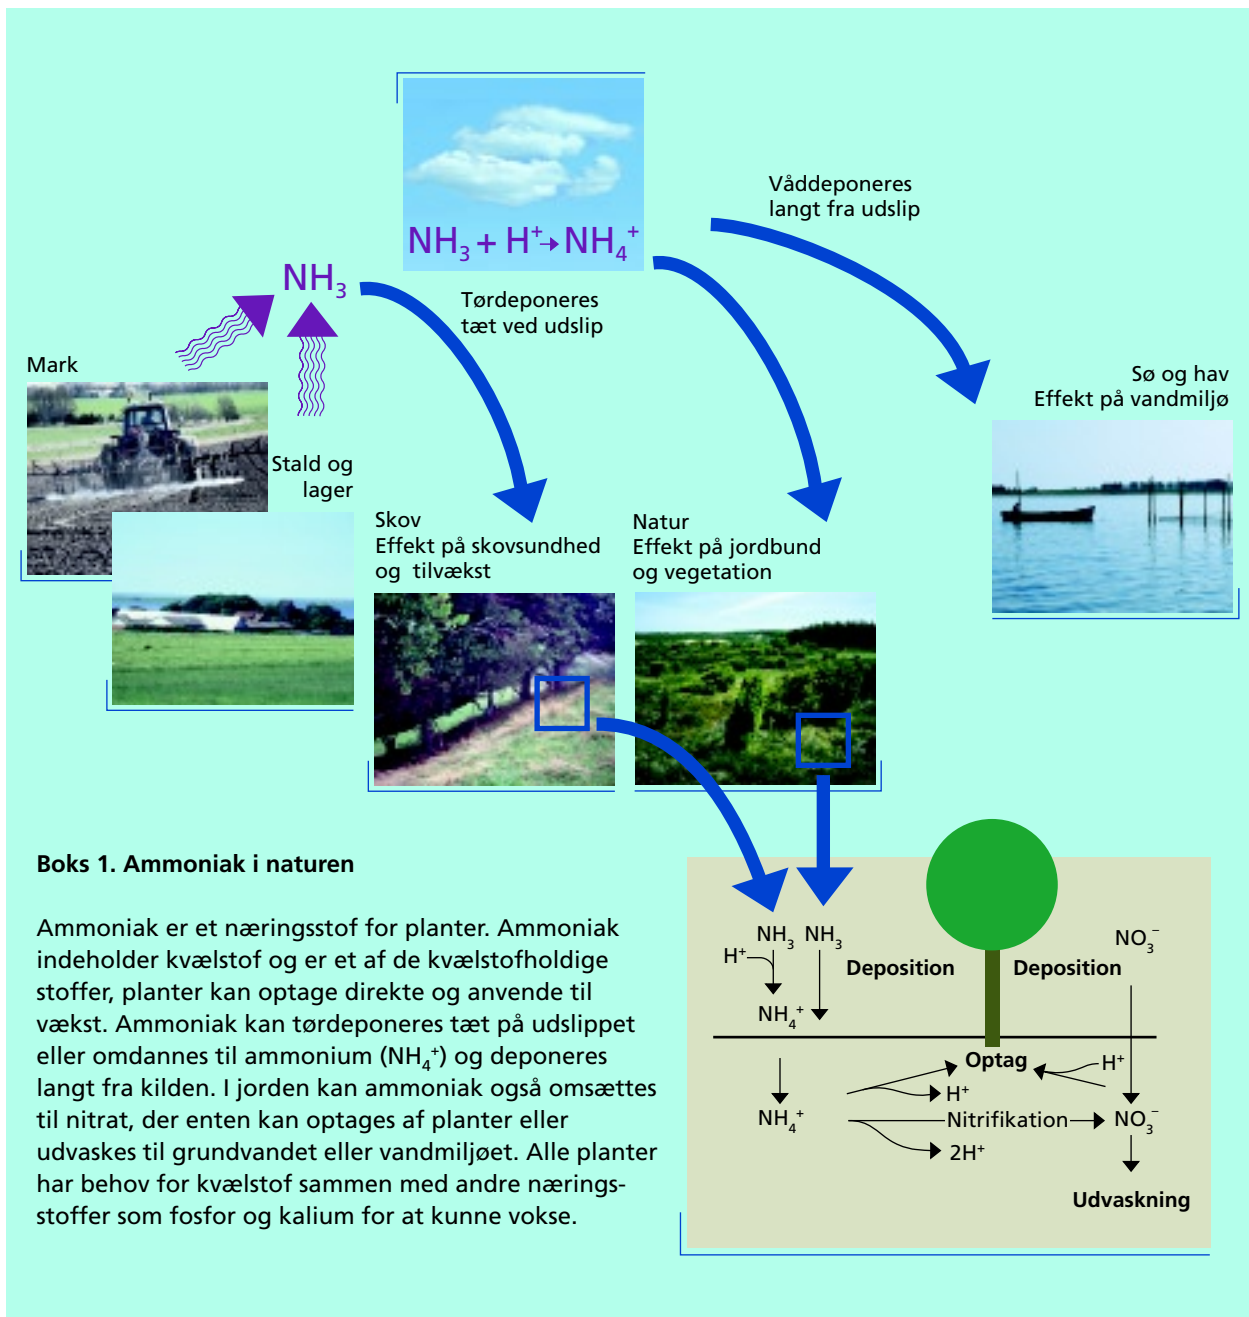 Våddeponeres
langt fra udslip
NH₃ + H⁺ → NH₄⁺
NH₃
Tørdeponeres
tæt ved udslip
Mark
Sø og hav
Effekt på vandmiljø
Stald og
lager
Skov
Effekt på skovsundhed
og tilvækst
Natur
Effekt på jordbund
og vegetation
Boks 1. Ammoniak i naturen
Ammoniak er et næringsstof for planter. Ammoniak
indeholder kvælstof og er et af de kvælstofholdige
stoffer, planter kan optage direkte og anvende til
vækst. Ammoniak kan tørdeponeres tæt på udslippet
eller omdannes til ammonium (NH₄⁺) og deponeres
langt fra kilden. I jorden kan ammoniak også omsættes
til nitrat, der enten kan optages af planter eller
udvaskes til grundvandet eller vandmiljøet. Alle planter
har behov for kvælstof sammen med andre nærings-
stoffer som fosfor og kalium for at kunne vokse.
NH₃ NH₃
NO₃⁻
H⁺
Deposition
Deposition
NH₄⁺
Optag
H⁺
H⁺
NH₄⁺
Nitrifikation
NO₃⁻
2H⁺
Udvaskning